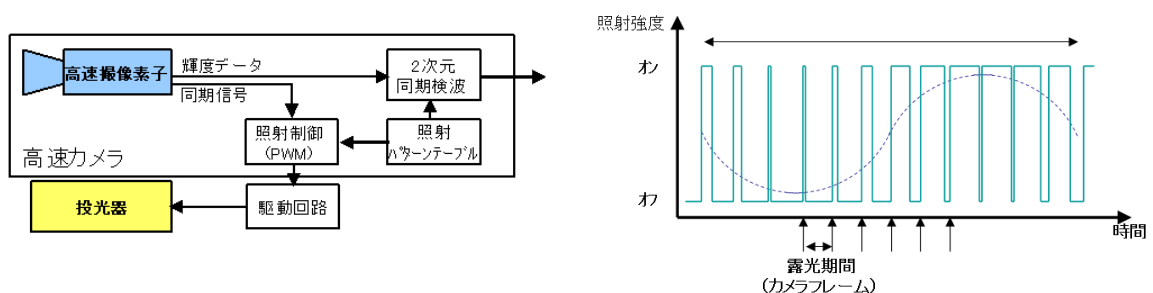 高速撮像素子
輝度データ
同期信号
2次元
同期検波
照射制御
(PWM)
照射
パターンテーブル
高速カメラ
投光器
駆動回路
照射強度
オン
オフ
時間
露光期間
(カメラフレーム)